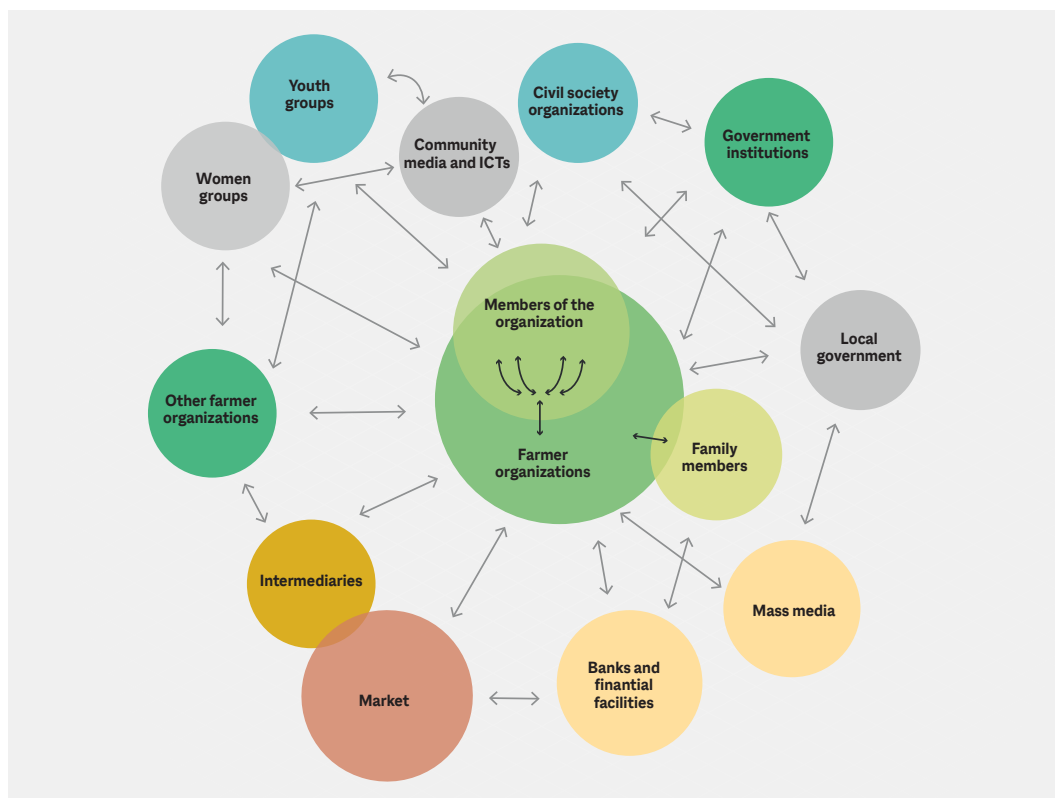 Youth
groups
Civil society
organizations
Community
media and ICTs
Government
institutions
Women
groups
Members of the
organization
Local
government
Other farmer
organizations
Farmer
organizations
Family
members
Intermediaries
Mass media
Market
Banks and
finantial
facilities